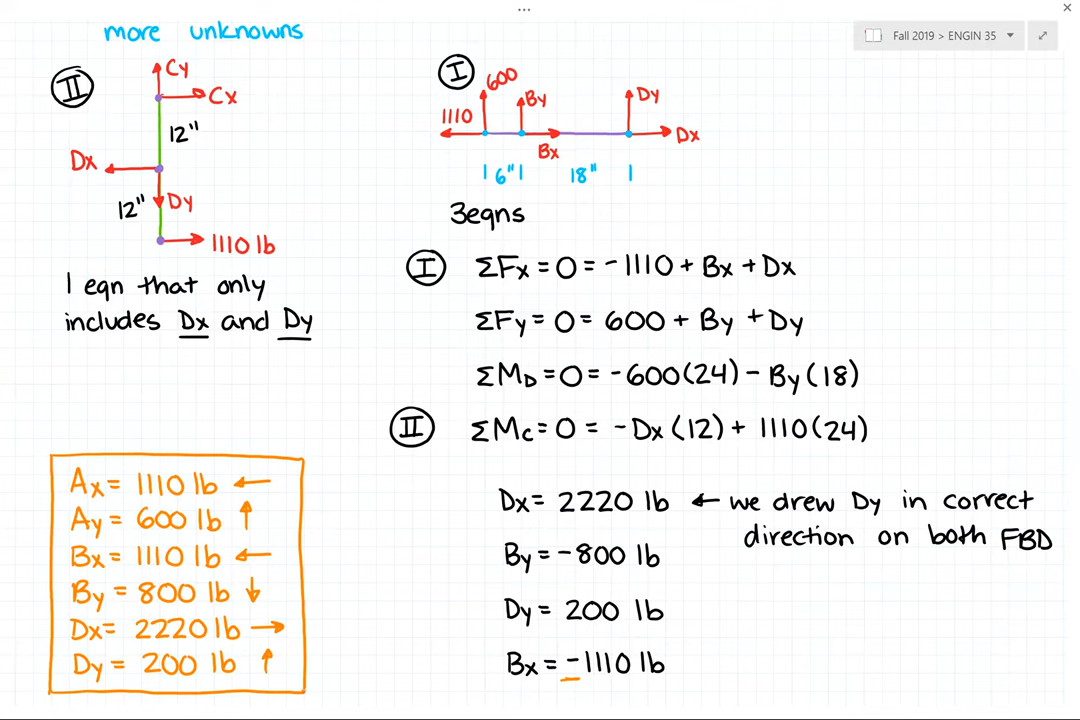 more unknowns
Fall 2019 > ENGIN 35
II
Cy
Cx
12"
Dx
12"
Dy
1110 lb
1 eqn that only
includes Dx and Dy
I
600
1110
By
Bx
Dy
Dx
6"
18"
3eqns
I ΣFx = 0 = -1110 + Bx + Dx
ΣFy = 0 = 600 + By + Dy
ΣMD = 0 = -600(24) - By(18)
II ΣMc = 0 = -Dx(12) + 1110(24)
Dx = 2220 lb ← we drew Dy in correct
direction on both FBD
By = -800 lb
Dy = 200 lb
Bx = -1110 lb
Ax = 1110 lb ←
Ay = 600 lb ↑
Bx = 1110 lb ←
By = 800 lb ↓
Dx = 2220 lb →
Dy = 200 lb ↑